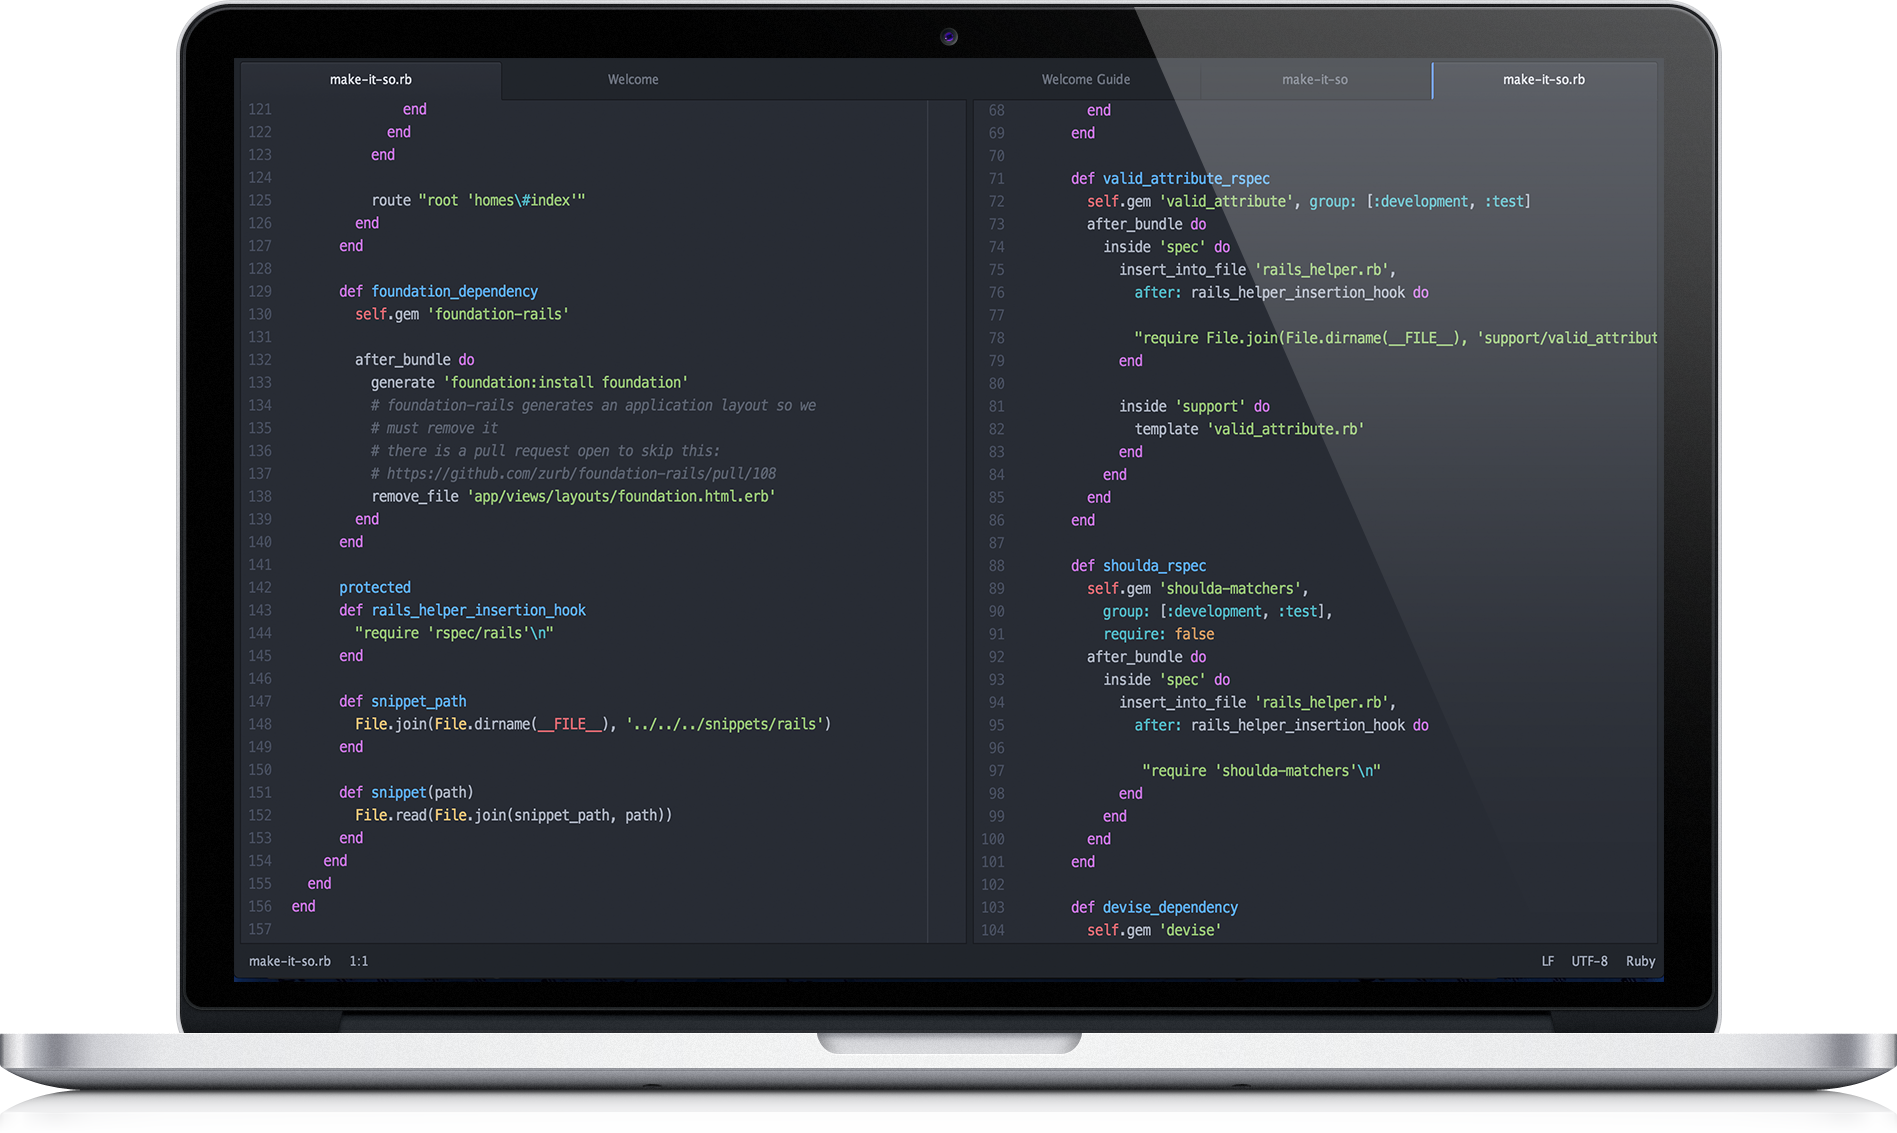 make-it-so.rb
Welcome
121 end
122 end
123 end
124
125 route "root 'homes\#index'"
126 end
127 end
128
129 def foundation_dependency
130 self.gem 'foundation-rails'
131
132 after_bundle do
133 generate 'foundation:install foundation'
134 # foundation-rails generates an application layout so we
135 # must remove it
136 # there is a pull request open to skip this:
137 # https://github.com/zurb/foundation-rails/pull/108
138 remove_file 'app/views/layouts/foundation.html.erb'
139 end
140 end
141
142 protected
143 def rails_helper_insertion_hook
144 "require 'rspec/rails'\n"
145 end
146
147 def snippet_path
148 File.join(File.dirname(__FILE__), '../../../snippets/rails')
149 end
150
151 def snippet(path)
152 File.read(File.join(snippet_path, path))
153 end
154 end
155 end
156 end
157
Welcome Guide
make-it-so
make-it-so.rb
68 end
69 end
70
71 def valid_attribute_rspec
72 self.gem 'valid_attribute', group: [:development, :test]
73 after_bundle do
74 inside 'spec' do
75 insert_into_file 'rails_helper.rb',
76 after: rails_helper_insertion_hook do
77
78 "require File.join(File.dirname(__FILE__), 'support/valid_attribut
79 end
80
81 inside 'support' do
82 template 'valid_attribute.rb'
83 end
84 end
85 end
86 end
87
88 def shoulda_rspec
89 self.gem 'shoulda-matchers',
90 group: [:development, :test],
91 require: false
92 after_bundle do
93 inside 'spec' do
94 insert_into_file 'rails_helper.rb',
95 after: rails_helper_insertion_hook do
96
97 "require 'shoulda-matchers'\n"
98 end
99 end
100 end
101 end
102
103 def devise_dependency
104 self.gem 'devise'
make-it-so.rb 1:1
LF UTF-8 Ruby